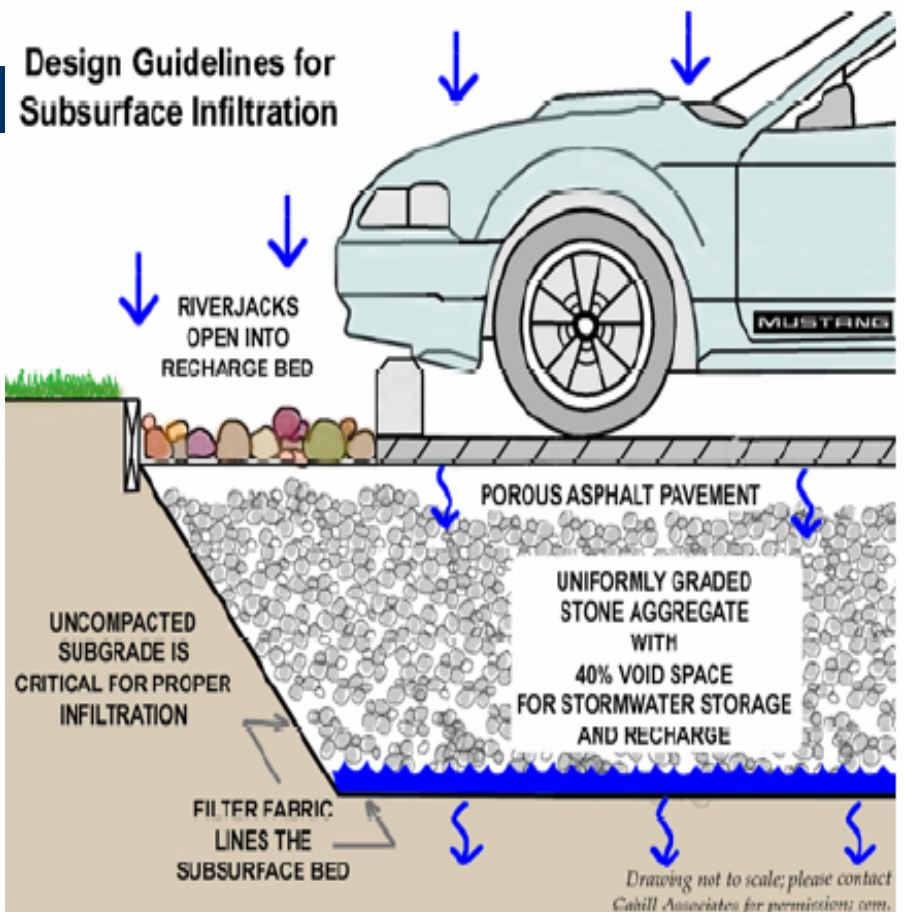 Design Guidelines for
Subsurface Infiltration
RIVERJACKS
OPEN INTO
RECHARGE BED
MUSTANG
POROUS ASPHALT PAVEMENT
UNIFORMLY GRADED
STONE AGGREGATE
WITH
40% VOID SPACE
FOR STORMWATER STORAGE
AND RECHARGE
UNCOMPACTED
SUBGRADE IS
CRITICAL FOR PROPER
INFILTRATION
FILTER FABRIC
LINES THE
SUBSURFACE BED
Drawing not to scale; please contact
Cahill Associates for